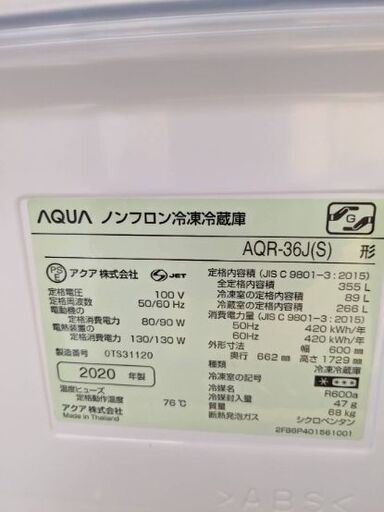 AQUA ノンフロン冷凍冷蔵庫
G
AQR-36J(S) 形
PS E アクア株式会社 S JET
定格電圧 100 V
定格周波数 50/60 Hz
電動機の
定格消費電力 80/90 W
電熱装置の
定格消費電力 130/130 W
製造番号 0TS31120
2020 年製
温度ヒューズ
定格動作温度 76℃
アクア株式会社
Made in Thailand
定格内容積 (JIS C 9801-3:2015)
全定格内容積 355 L
冷凍室の定格内容積 89 L
冷蔵室の定格内容積 266 L
消費電力量 (JIS C 9801-3:2015)
50Hz 420 kWh/年
60Hz 420 kWh/年
外形寸法 幅 600 mm
奥行 662 mm 高さ 1729 mm
種類 冷凍冷蔵庫
冷凍室の記号
冷媒 R600a
冷媒封入量 47 g
質量 68 kg
断熱発泡ガス シクロペンタン
2FB6P401561001
>ABS<